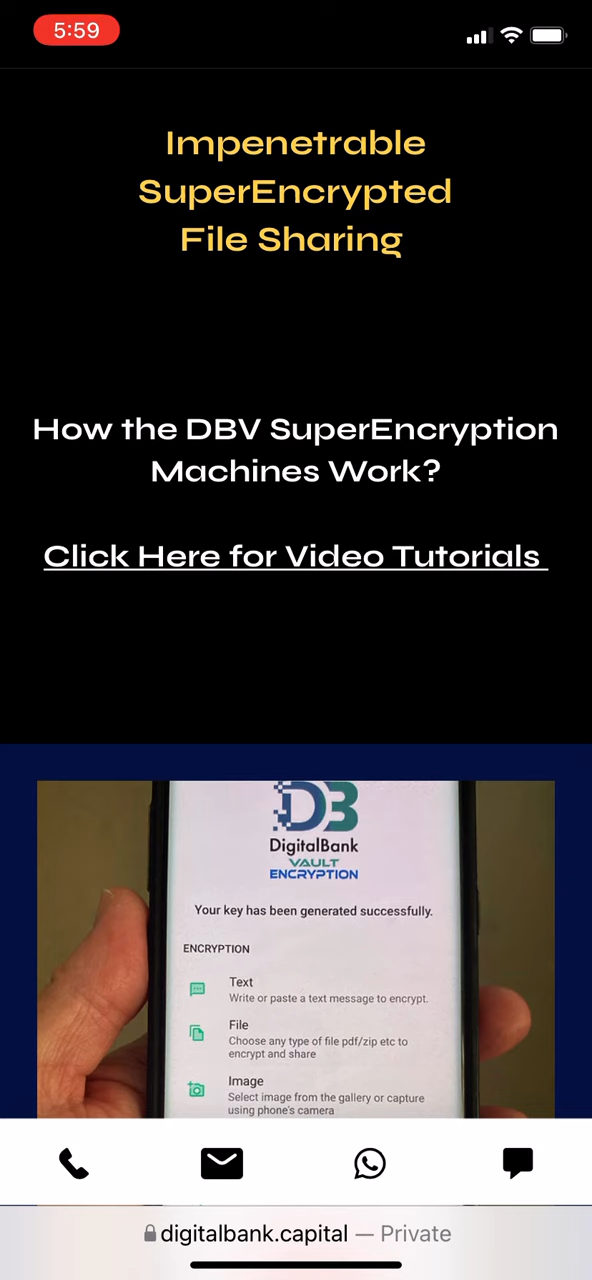 5:59
Impenetrable
SuperEncrypted
File Sharing
How the DBV SuperEncryption
Machines Work?
Click Here for Video Tutorials
DB
DigitalBank
VAULT
ENCRYPTION
Your key has been generated successfully.
ENCRYPTION
Text
Write or paste a text message to encrypt.
File
Choose any type of file pdf/zip etc to
encrypt and share
Image
Select image from the gallery or capture
using phone's camera
digitalbank.capital — Private